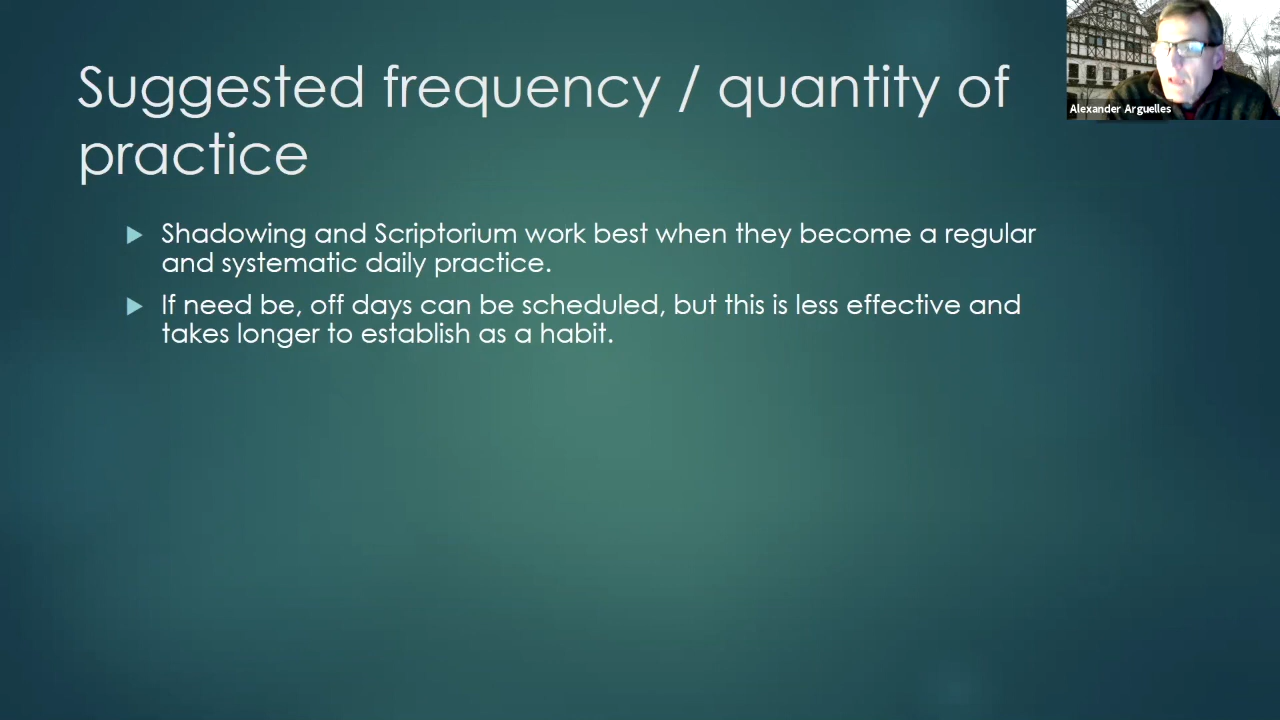 Suggested frequency / quantity of
practice
Shadowing and Scriptorium work best when they become a regular
and systematic daily practice.
If need be, off days can be scheduled, but this is less effective and
takes longer to establish as a habit.
Alexander Arguelles